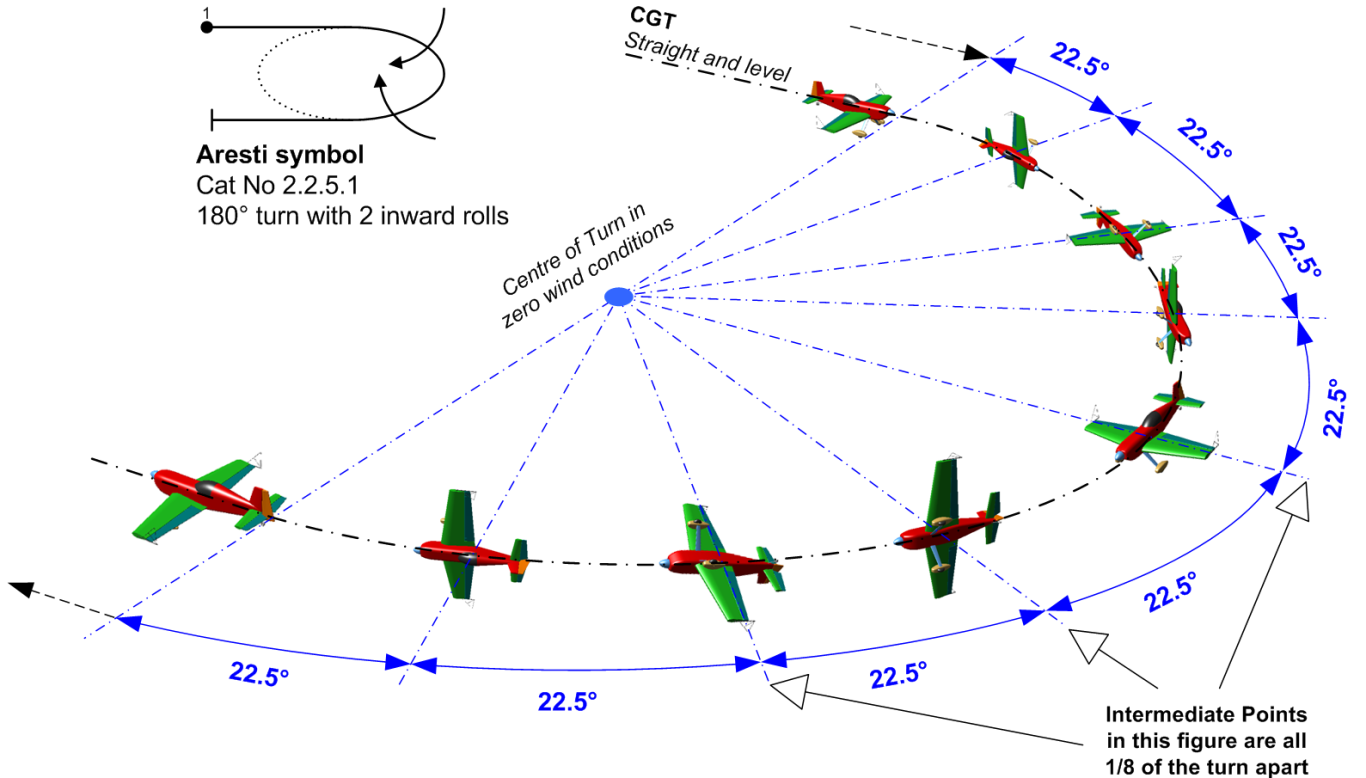 1
Aresti symbol
Cat No 2.2.5.1
180° turn with 2 inward rolls
CGT
Straight and level
Centre of Turn in
zero wind conditions
22.5°
22.5°
22.5°
22.5°
22.5°
22.5°
22.5°
22.5°
Intermediate Points
in this figure are all
1/8 of the turn apart